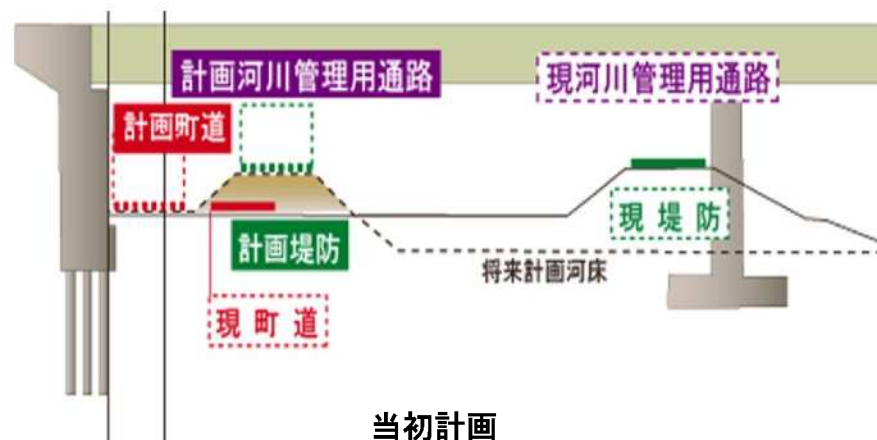 計画河川管理用通路
現河川管理用通路
計画町道
現堤防
計画堤防
将来計画河床
現町道
当初計画